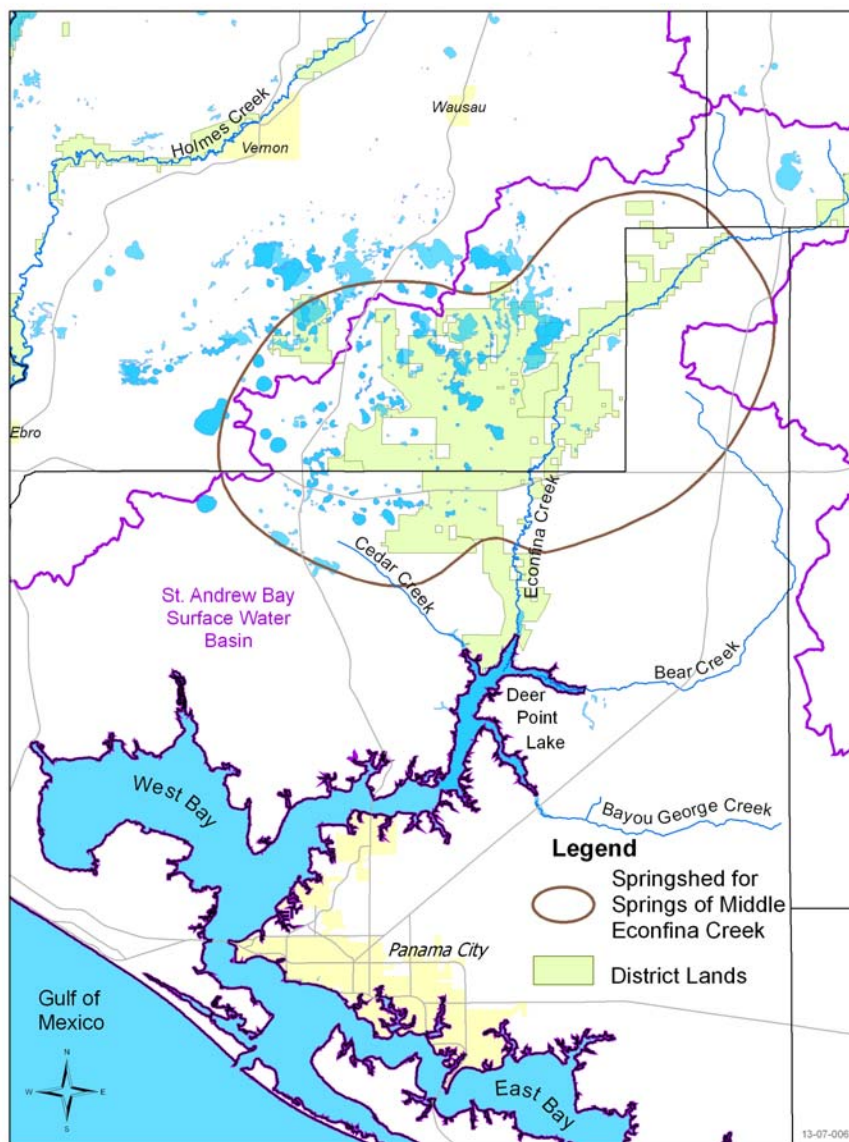 Wausau
Holmes Creek
Vernon
Ebro
Econfina Creek
Cedar Creek
St. Andrew Bay
Surface Water
Basin
Bear Creek
Deer
Point
Lake
West Bay
Bayou George Creek
Legend
Springshed for
Springs of Middle
Econfina Creek
District Lands
Panama City
Gulf of
Mexico
N
W
E
S
East Bay
13-07-006